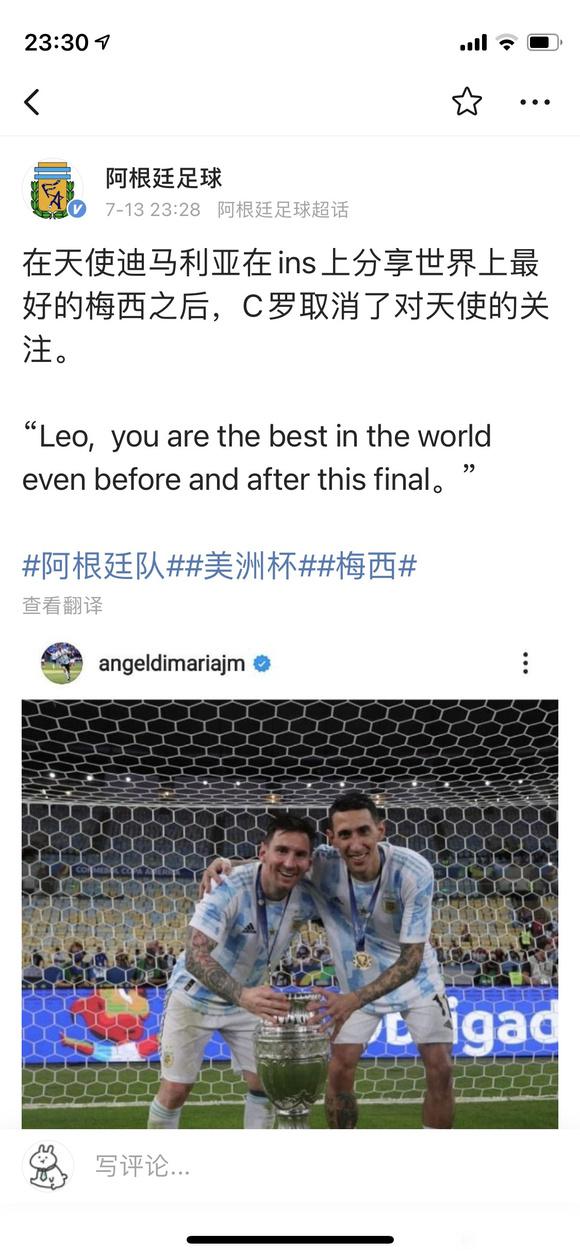 23:30
阿根廷足球
7-13 23:28 阿根廷足球超话
在天使迪马利亚在ins上分享世界上最
好的梅西之后，C罗取消了对天使的关
注。
“Leo, you are the best in the world
even before and after this final。”
#阿根廷队##美洲杯##梅西#
查看翻译
angeldimariajm
CONMEBOL COPA AMERICA
obrigad
写评论...